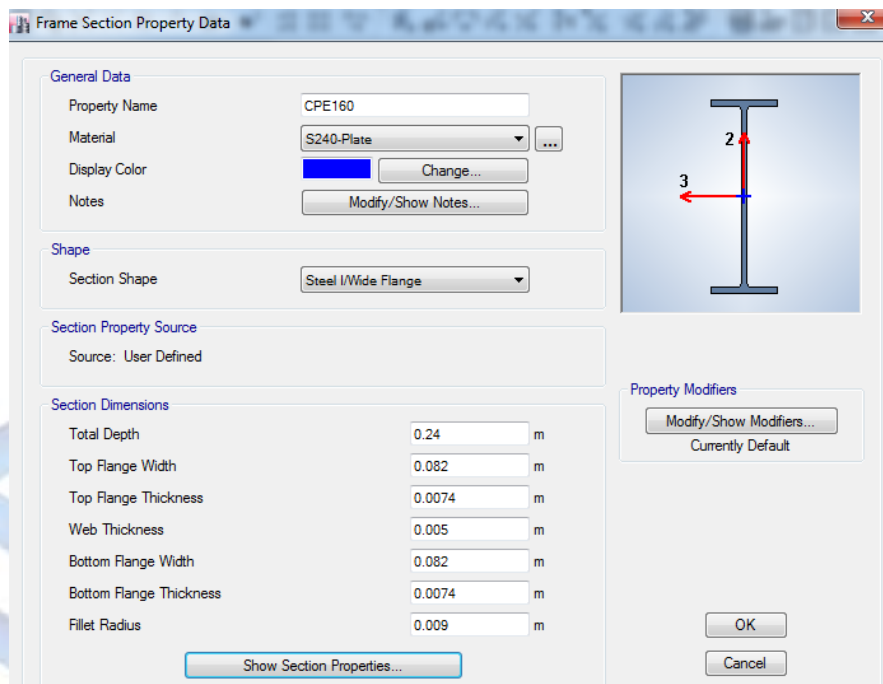 Frame Section Property Data
General Data
Property Name CPE160
Material S240-Plate ...
Display Color Change...
Notes Modify/Show Notes...
2
3
Shape
Section Shape Steel I/Wide Flange
Section Property Source
Source: User Defined
Property Modifiers
Modify/Show Modifiers...
Currently Default
Section Dimensions
Total Depth 0.24 m
Top Flange Width 0.082 m
Top Flange Thickness 0.0074 m
Web Thickness 0.005 m
Bottom Flange Width 0.082 m
Bottom Flange Thickness 0.0074 m
Fillet Radius 0.009 m
Show Section Properties...
OK
Cancel